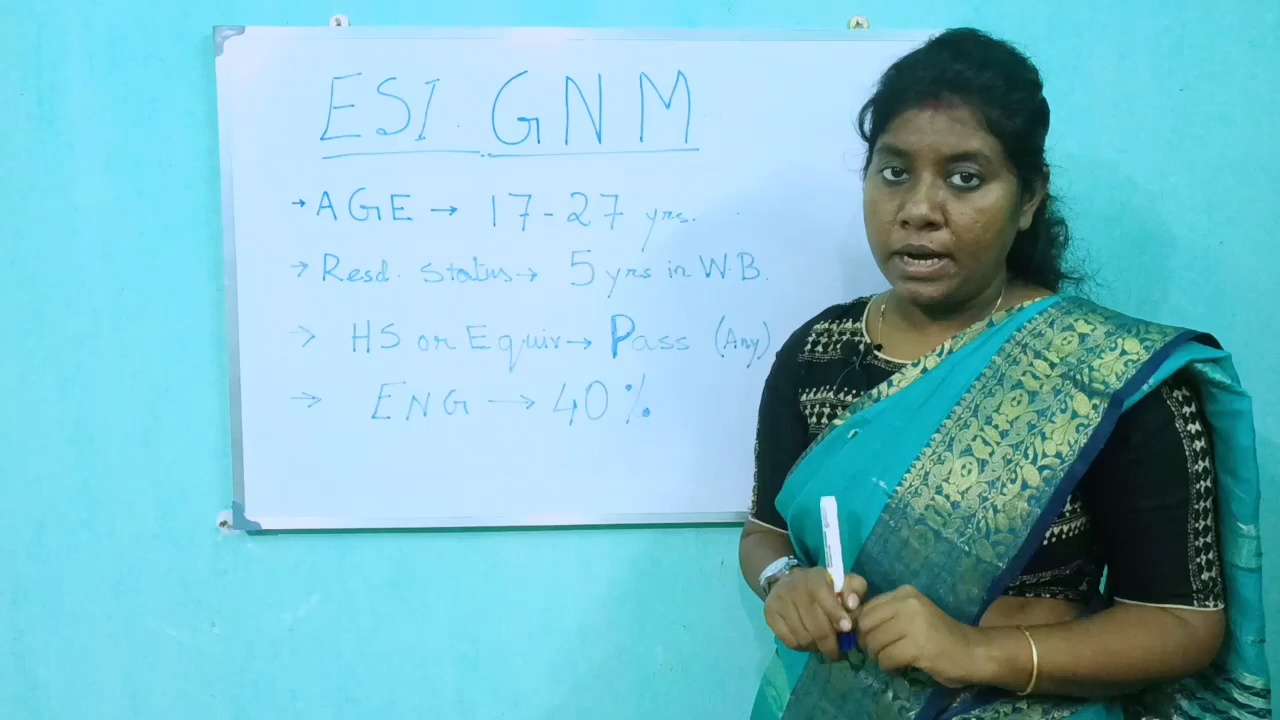 ESI GNM
→ AGE → 17-27 yrs.
→ Resd. Status → 5 yrs in W.B.
→ HS or Equiv → Pass (Any)
→ ENG → 40%